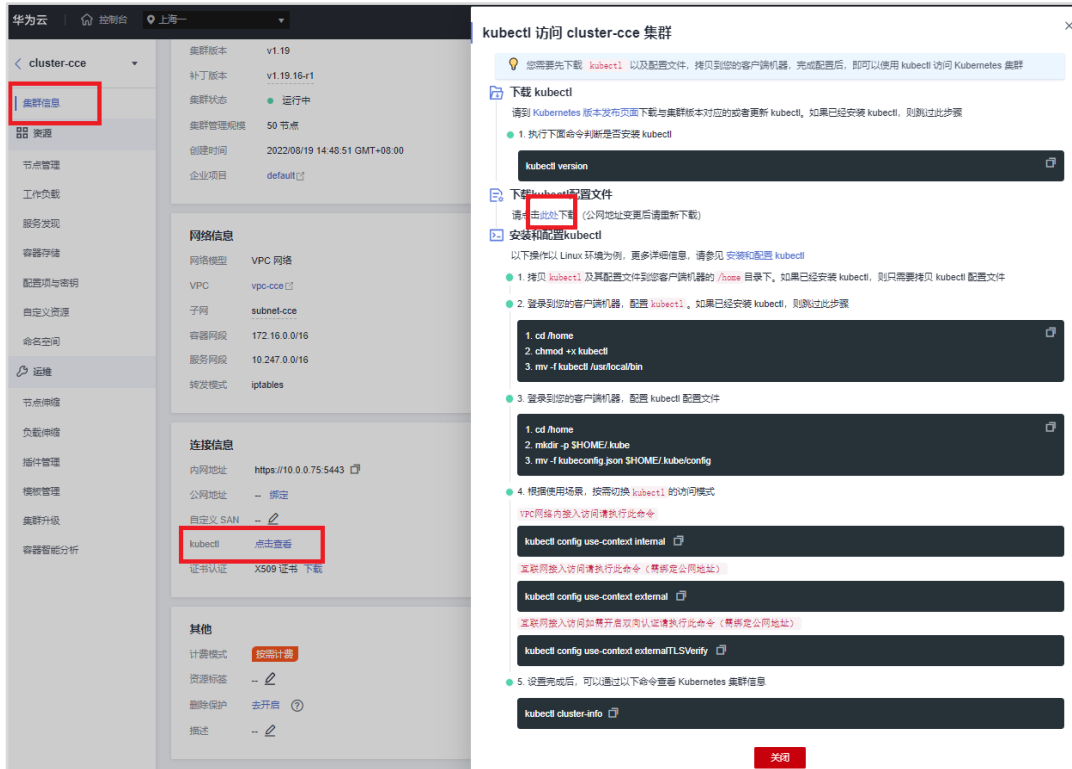 华为云
控制台
上海一
cluster-cce
集群信息
资源
节点管理
工作负载
服务发现
容器存储
配置项与密钥
自定义资源
命名空间
运维
节点伸缩
负载伸缩
插件管理
模板管理
集群升级
容器智能分析
集群版本 v1.19
补丁版本 v1.19.16-r1
集群状态 运行中
集群管理规模 50 节点
创建时间 2022/08/19 14:48:51 GMT+08:00
企业项目 default
网络信息
网络模型 VPC 网络
VPC vpc-cce
子网 subnet-cce
容器网段 172.16.0.0/16
服务网段 10.247.0.0/16
转发模式 iptables
连接信息
内网地址 https://10.0.0.75:5443
公网地址 -- 绑定
自定义 SAN --
kubectl 点击查看
证书认证 X509 证书 下载
其他
计费模式 按需计费
资源标签 --
删除保护 去开启
描述 --
kubectl 访问 cluster-cce 集群
您需要先下载 kubectl 以及配置文件，拷贝到您的客户端机器，完成配置后，即可以使用 kubectl 访问 Kubernetes 集群
下载 kubectl
请到 Kubernetes 版本发布页面下载与集群版本对应的或者更新 kubectl。如果已经安装 kubectl，则跳过此步骤
1. 执行下面命令判断是否安装 kubectl
kubectl version
下载kubectl配置文件
请点击此处下载 (公网地址变更后请重新下载)
安装和配置kubectl
以下操作以 Linux 环境为例，更多详细信息，请参见 安装和配置 kubectl
1. 拷贝 kubectl 及其配置文件到您客户端机器的 /home 目录下。如果已经安装 kubectl，则只需要拷贝 kubectl 配置文件
2. 登录到您的客户端机器，配置 kubectl 。如果已经安装 kubectl，则跳过此步骤
1. cd /home
2. chmod +x kubectl
3. mv -f kubectl /usr/local/bin
3. 登录到您的客户端机器，配置 kubectl 配置文件
1. cd /home
2. mkdir -p $HOME/.kube
3. mv -f kubeconfig.json $HOME/.kube/config
4. 根据使用场景，按需切换 kubectl 的访问模式
VPC网络内接入访问请执行此命令
kubectl config use-context internal
互联网接入访问请执行此命令（需绑定公网地址）
kubectl config use-context external
互联网接入访问如需开启双向认证请执行此命令（需绑定公网地址）
kubectl config use-context externalTLSVerify
5. 设置完成后，可以通过以下命令查看 Kubernetes 集群信息
kubectl cluster-info
关闭